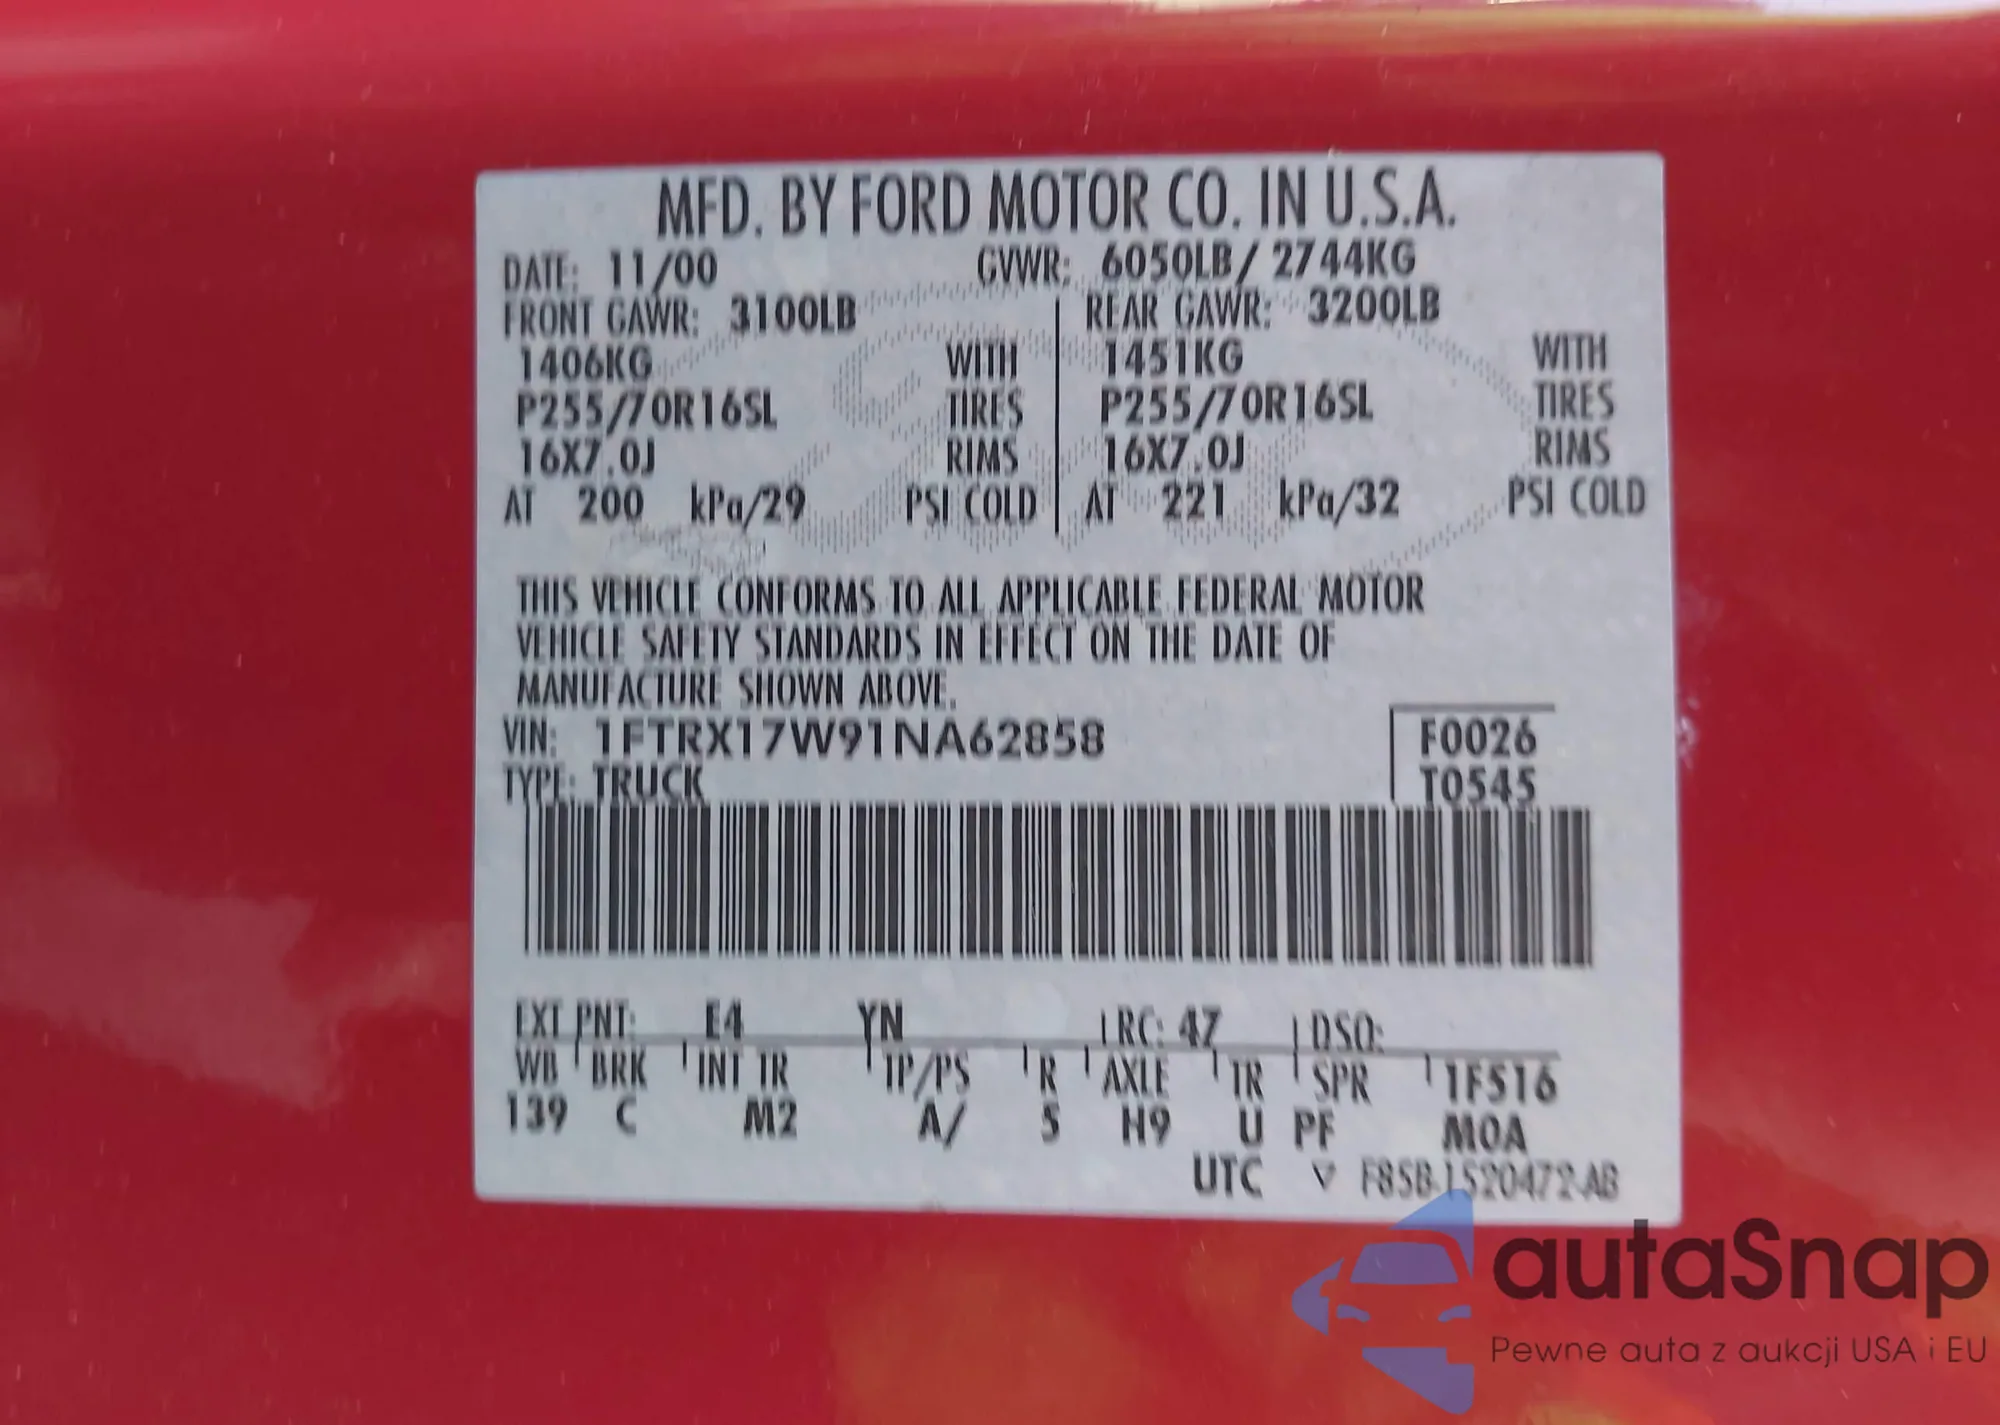 MFD. BY FORD MOTOR CO. IN U.S.A.
DATE: 11/00 GVWR: 6050LB/ 2744KG
FRONT GAWR: 3100LB REAR GAWR: 3200LB
1406KG WITH 1451KG WITH
P255/70R16SL TIRES P255/70R16SL TIRES
16X7.0J RIMS 16X7.0J RIMS
AT 200 kPa/29 PSI COLD AT 221 kPa/32 PSI COLD
THIS VEHICLE CONFORMS TO ALL APPLICABLE FEDERAL MOTOR
VEHICLE SAFETY STANDARDS IN EFFECT ON THE DATE OF
MANUFACTURE SHOWN ABOVE.
VIN: 1FTRX17W91NA62858 F0026
TYPE: TRUCK T0545
EXT PNT: E4 YN RC: 47 DSO:
WB BRK INT TR TP/PS R AXLE TR SPR 1F516
139 C M2 A/ 5 H9 U PF M0A
UTC ▽ F85B-1520472-AB
autaSnap
Pewne auta z aukcji USA i EU